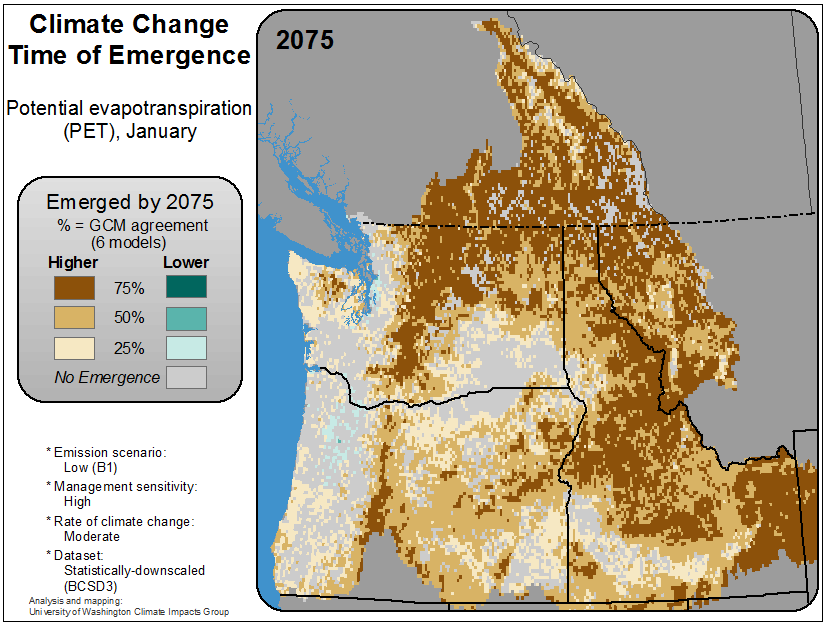 Climate Change
Time of Emergence
Potential evapotranspiration
(PET), January
Emerged by 2075
% = GCM agreement
(6 models)
Higher Lower
75%
50%
25%
No Emergence
* Emission scenario:
Low (B1)
* Management sensitivity:
High
* Rate of climate change:
Moderate
* Dataset:
Statistically-downscaled
(BCSD3)
Analysis and mapping:
University of Washington Climate Impacts Group
2075